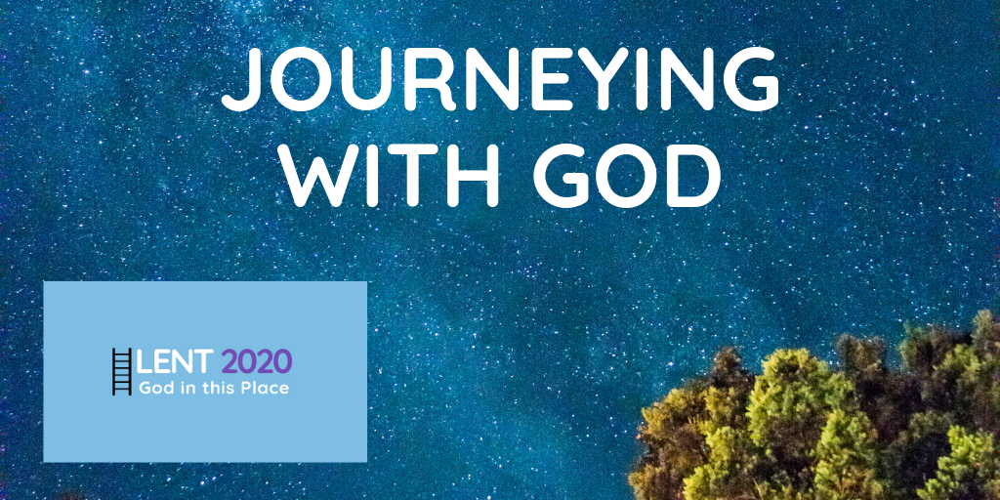 JOURNEYING
WITH GOD
LENT 2020
God in this Place